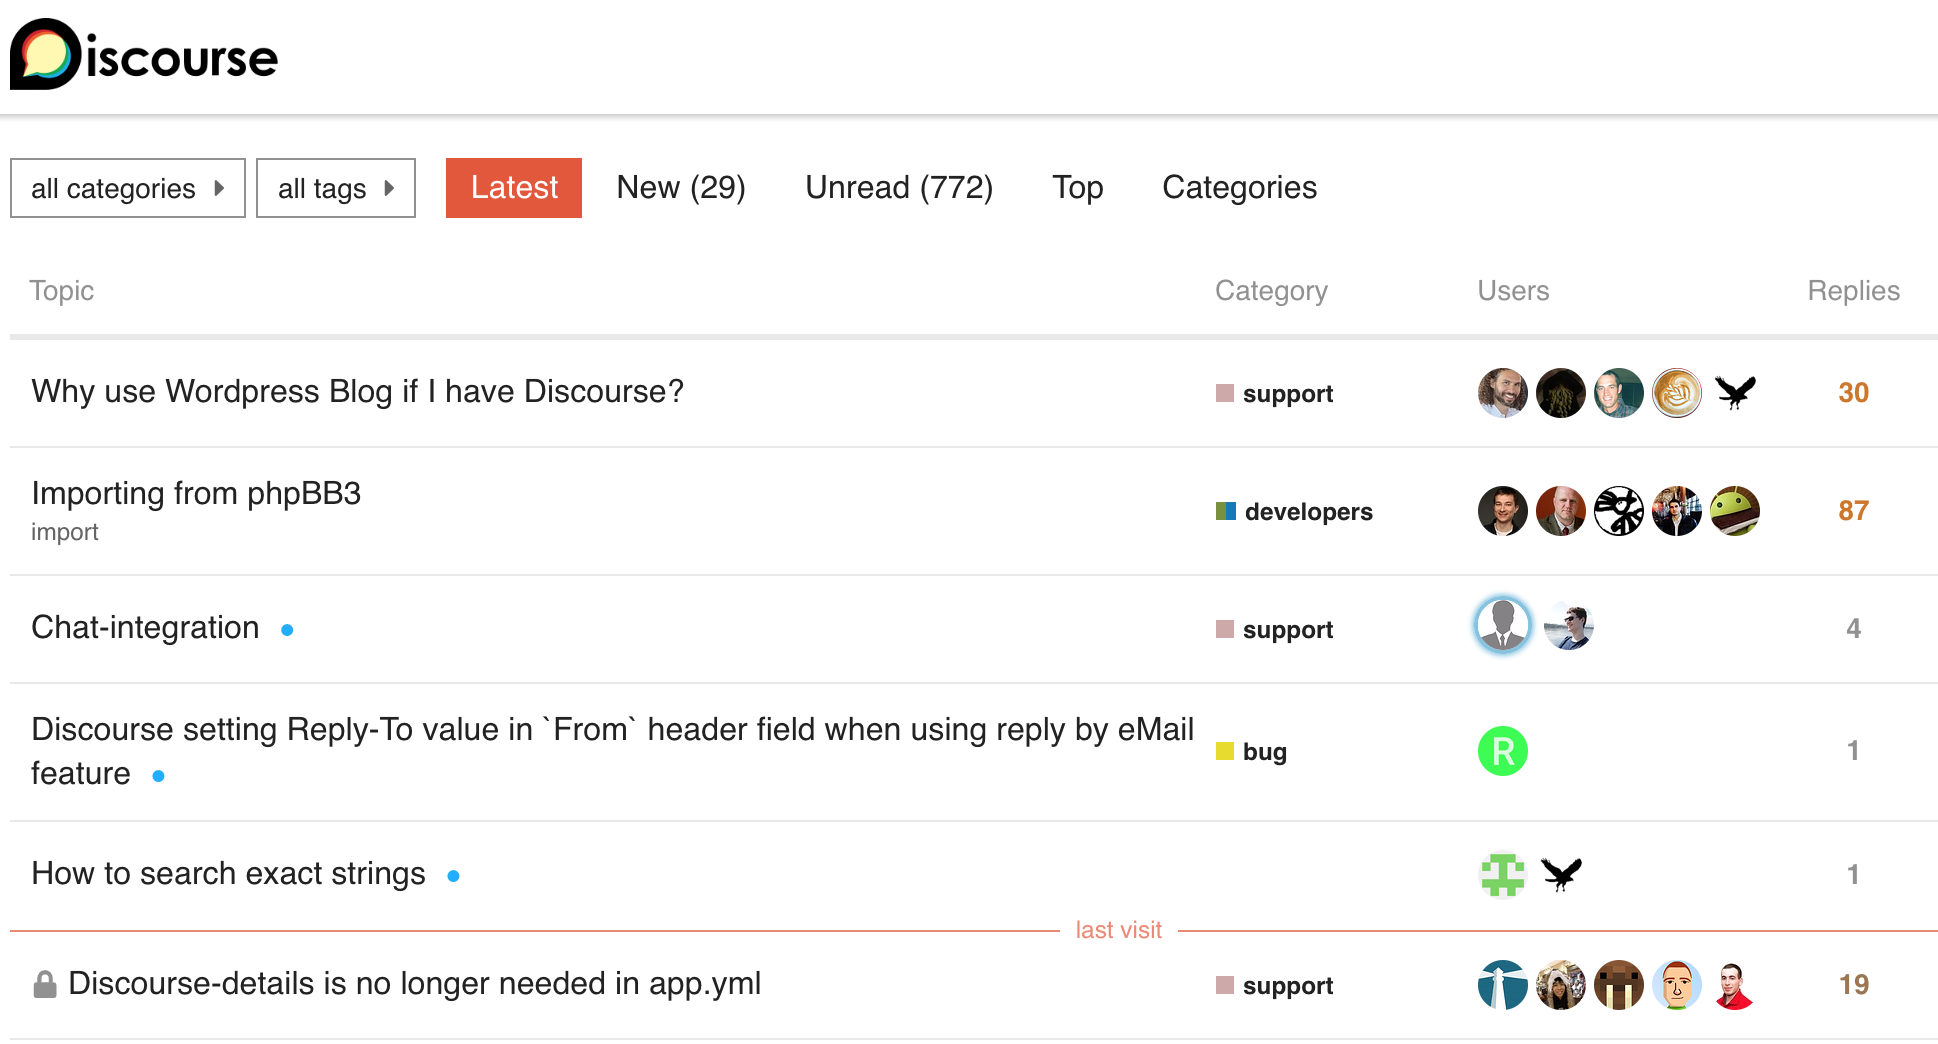 Discourse
all categories all tags Latest New (29) Unread (772) Top Categories
Topic Category Users Replies
Why use Wordpress Blog if I have Discourse? support 30
Importing from phpBB3
import
developers 87
Chat-integration support 4
Discourse setting Reply-To value in `From` header field when using reply by eMail
feature
bug R 1
How to search exact strings 1
last visit
Discourse-details is no longer needed in app.yml support 19